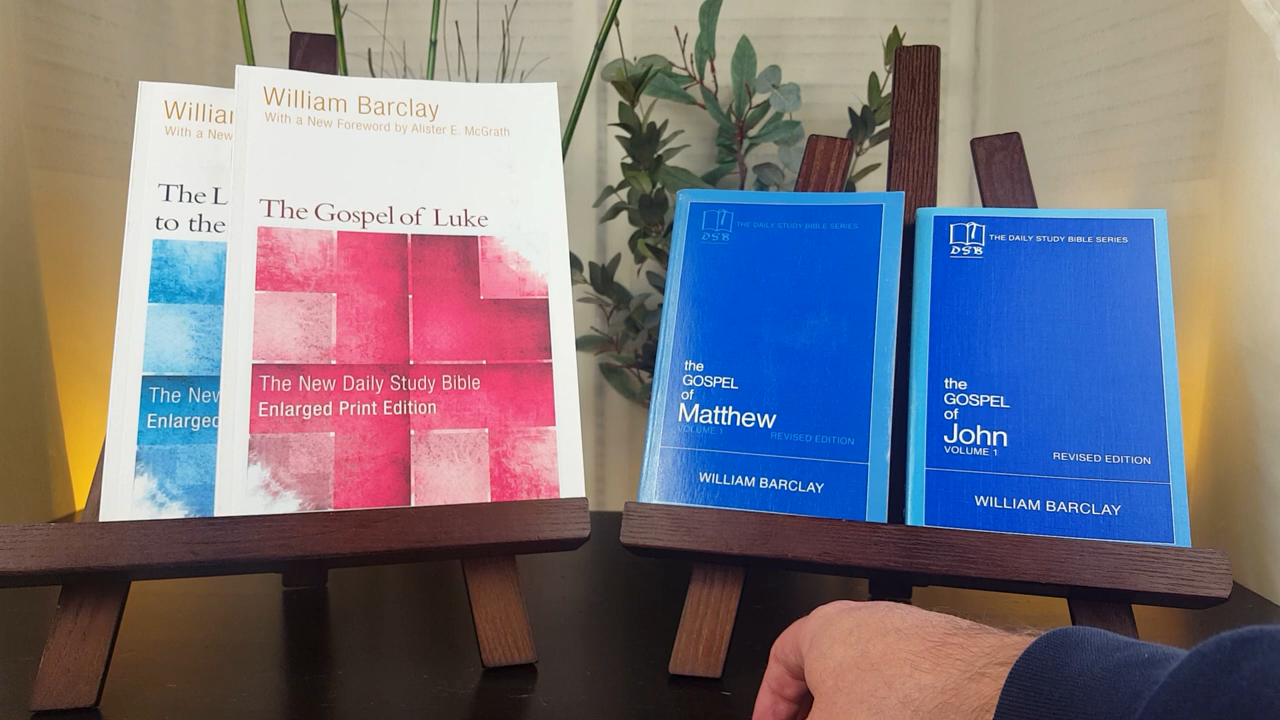 William
With a New
The L
to the
The New
Enlarged
William Barclay
With a New Foreword by Alister E. McGrath
The Gospel of Luke
The New Daily Study Bible
Enlarged Print Edition
DSB
THE DAILY STUDY BIBLE SERIES
the
GOSPEL
of
Matthew
VOLUME 1
REVISED EDITION
WILLIAM BARCLAY
DSB
THE DAILY STUDY BIBLE SERIES
the
GOSPEL
of
John
VOLUME 1
REVISED EDITION
WILLIAM BARCLAY